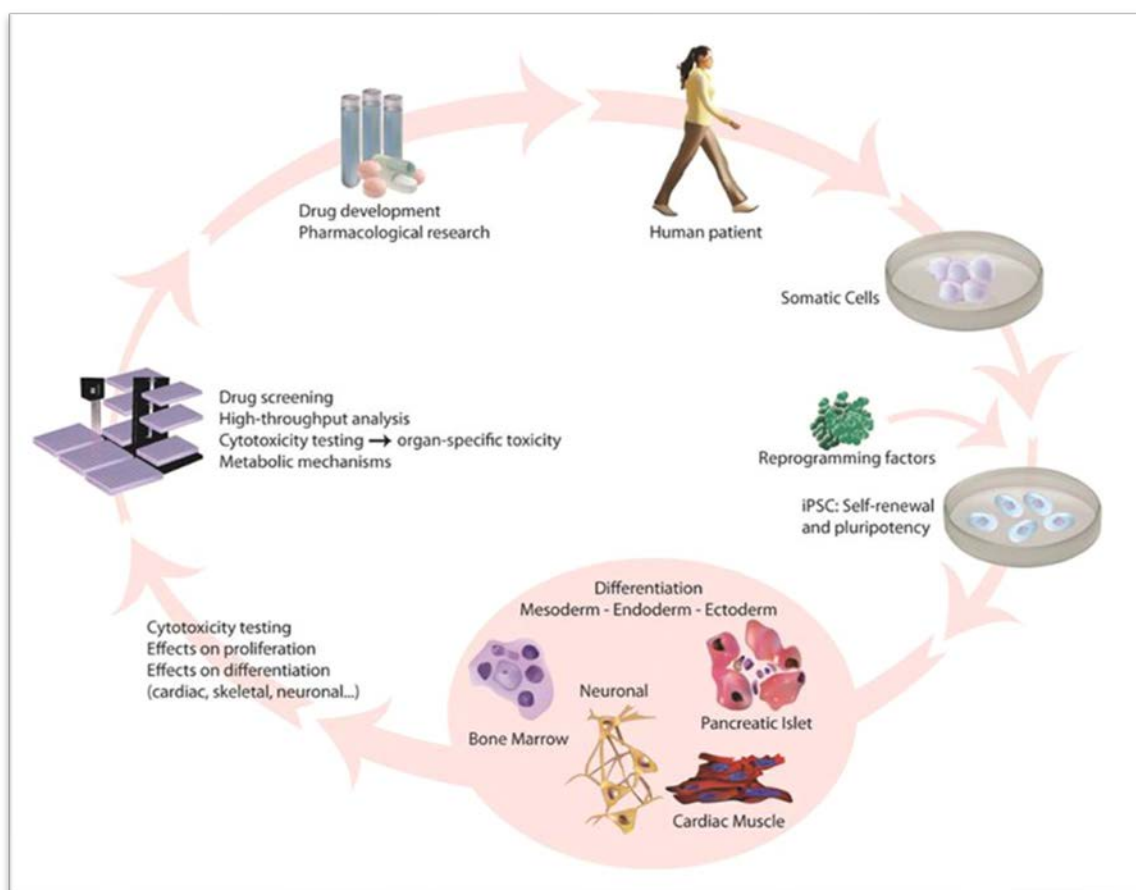 Drug development
Pharmacological research
Human patient
Somatic Cells
Reprogramming factors
iPSC: Self-renewal
and pluripotency
Differentiation
Mesoderm - Endoderm - Ectoderm
Bone Marrow
Neuronal
Pancreatic Islet
Cardiac Muscle
Cytotoxicity testing
Effects on proliferation
Effects on differentiation
(cardiac, skeletal, neuronal...)
Drug screening
High-throughput analysis
Cytotoxicity testing → organ-specific toxicity
Metabolic mechanisms